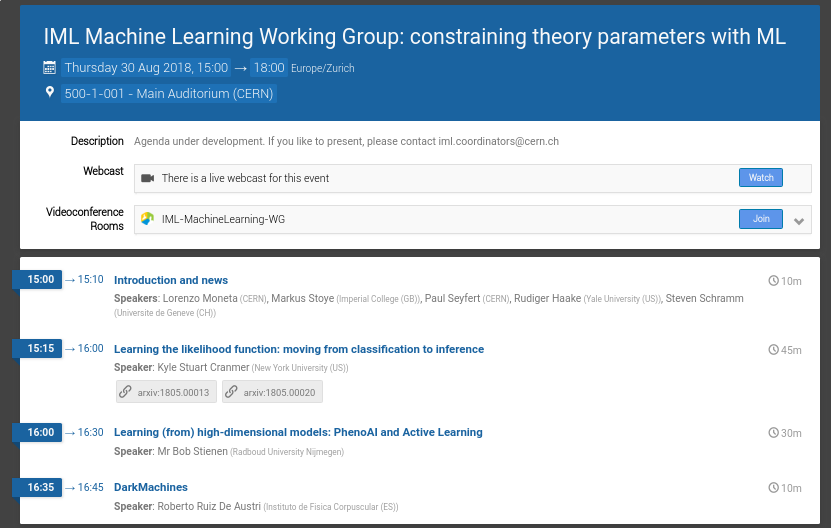 IML Machine Learning Working Group: constraining theory parameters with ML
Thursday 30 Aug 2018, 15:00 → 18:00 Europe/Zurich
500-1-001 - Main Auditorium (CERN)
Description Agenda under development. If you like to present, please contact iml.coordinators@cern.ch
Webcast There is a live webcast for this event Watch
Videoconference Rooms IML-MachineLearning-WG Join
15:00 → 15:10 Introduction and news 10m
Speakers: Lorenzo Moneta (CERN), Markus Stoye (Imperial College (GB)), Paul Seyfert (CERN), Rudiger Haake (Yale University (US)), Steven Schramm
(Universite de Geneve (CH))
15:15 → 16:00 Learning the likelihood function: moving from classification to inference 45m
Speaker: Kyle Stuart Cranmer (New York University (US))
arxiv:1805.00013 arxiv:1805.00020
16:00 → 16:30 Learning (from) high-dimensional models: PhenoAI and Active Learning 30m
Speaker: Mr Bob Stienen (Radboud University Nijmegen)
16:35 → 16:45 DarkMachines 10m
Speaker: Roberto Ruiz De Austri (Instituto de Fisica Corpuscular (ES))